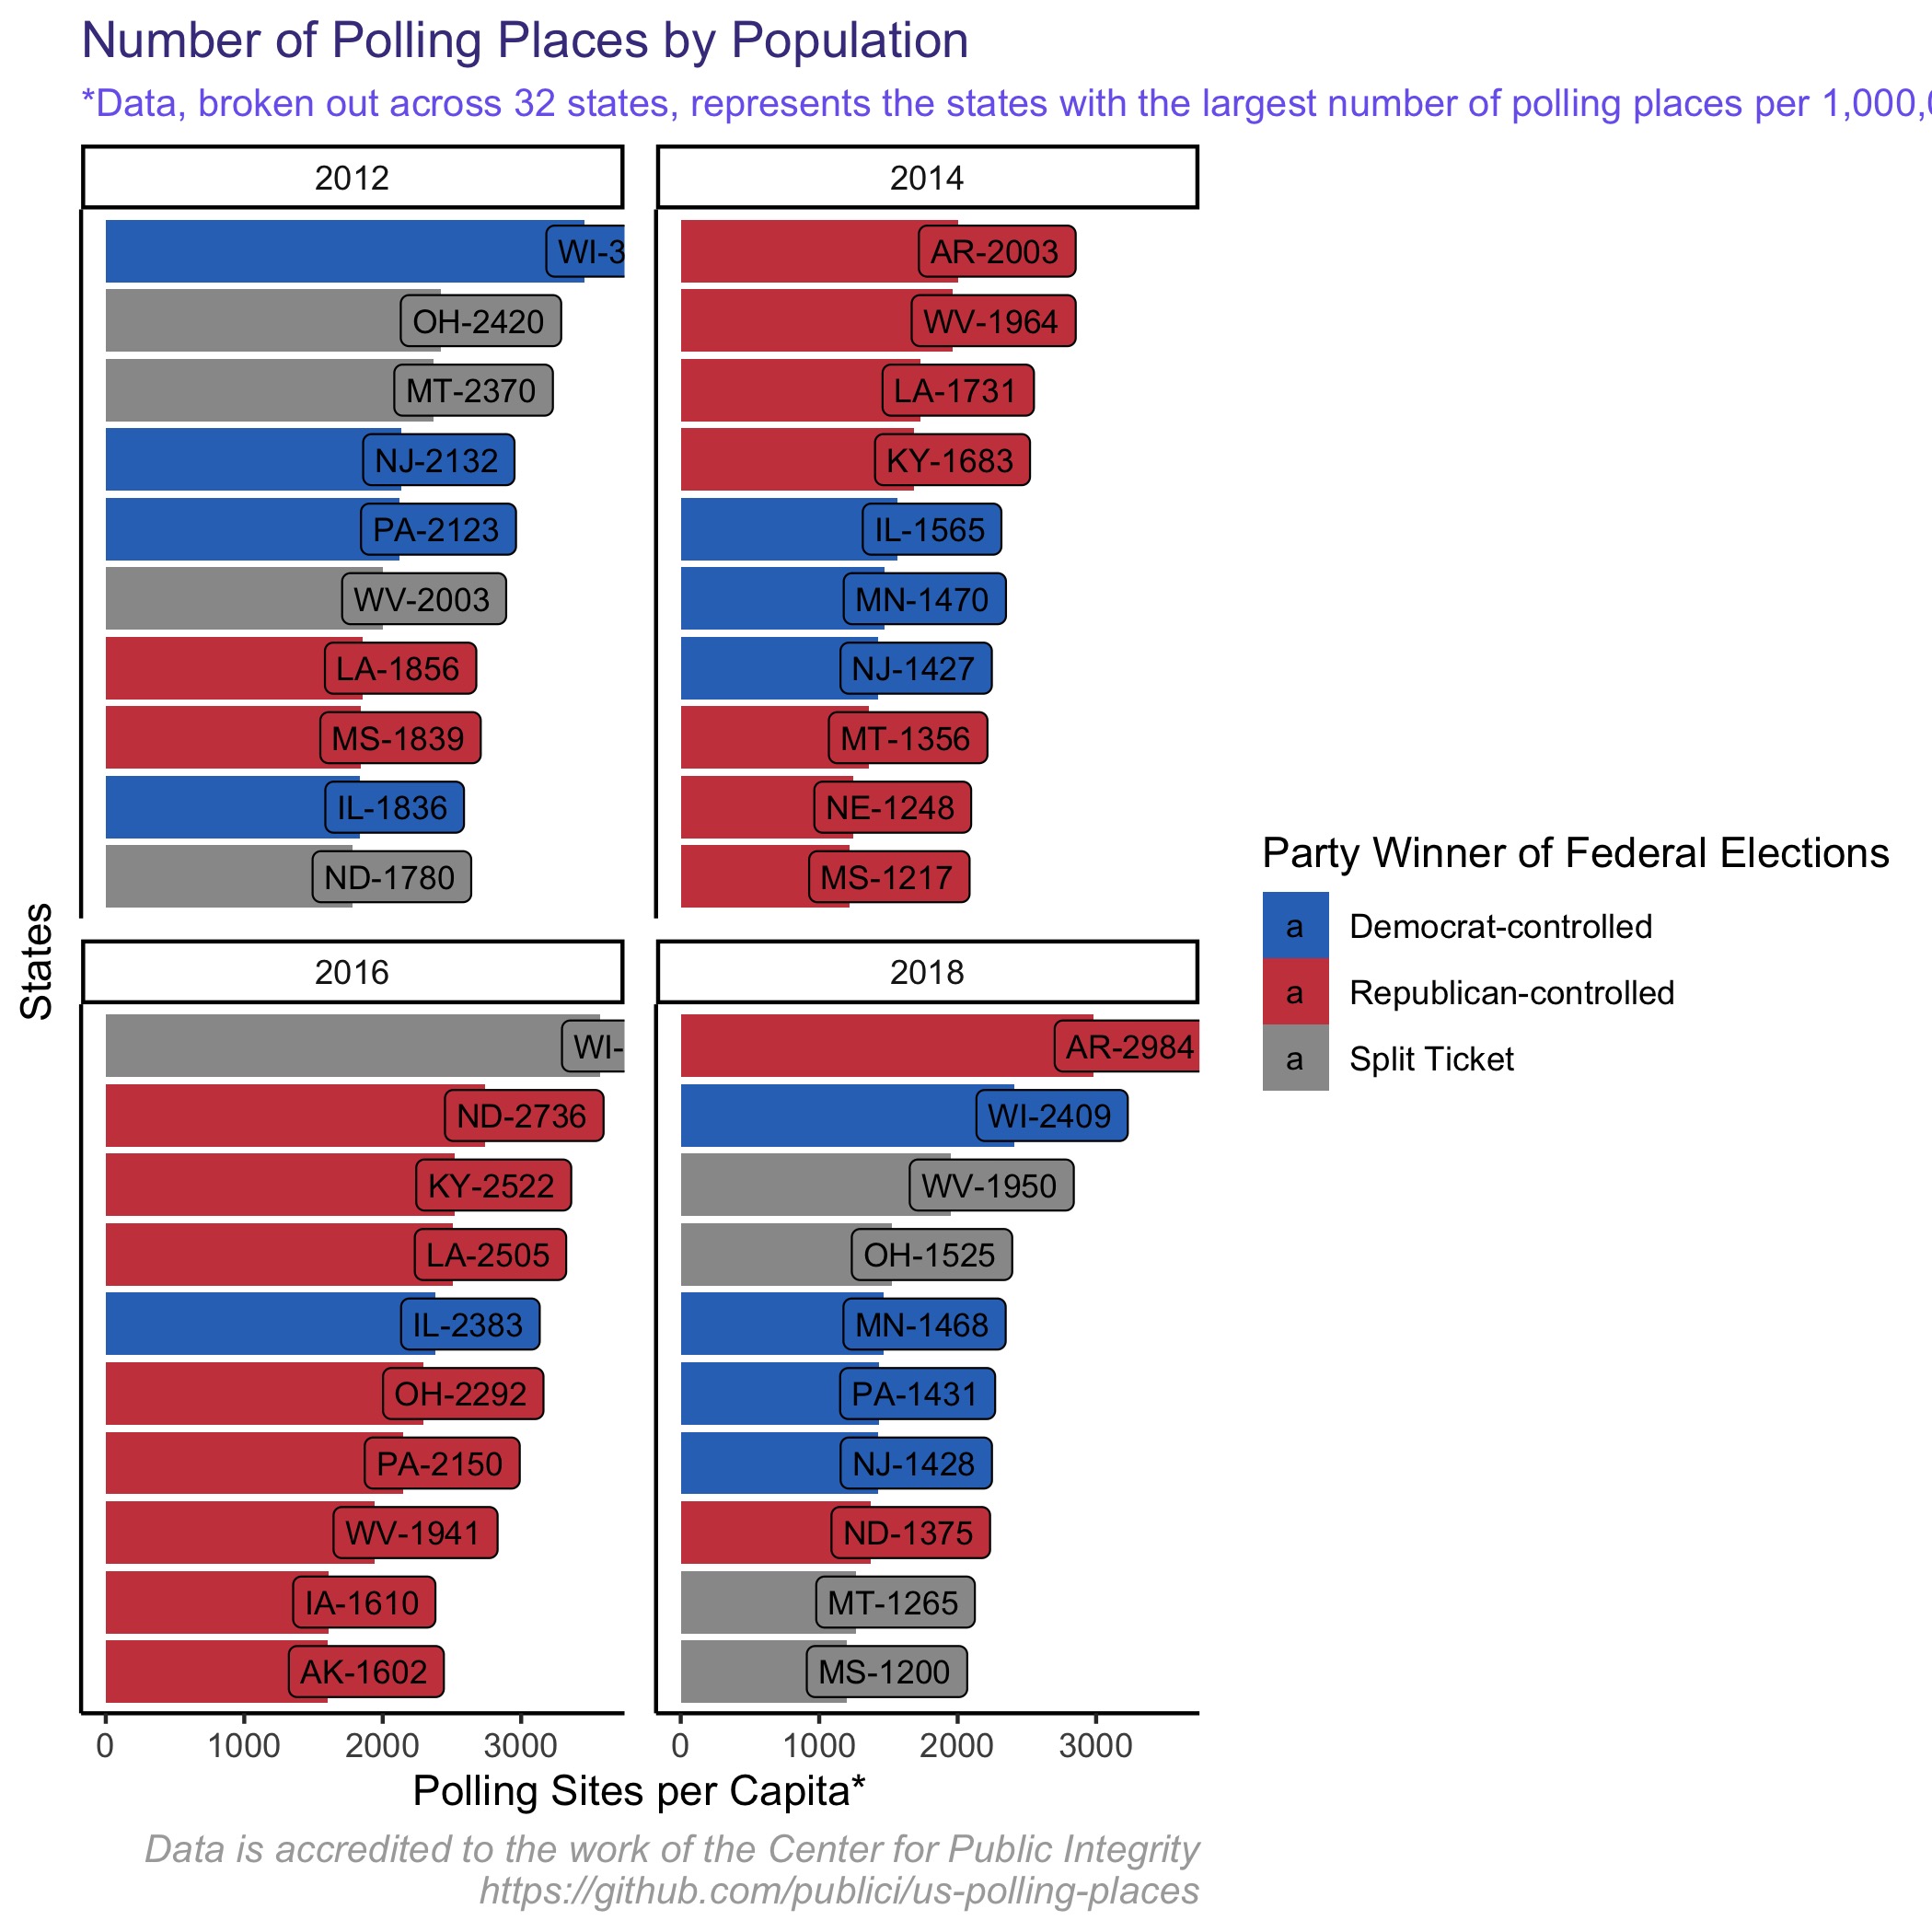 Number of Polling Places by Population
*Data, broken out across 32 states, represents the states with the largest number of polling places per
2012
WI-3
OH-2420
MT-2370
NJ-2132
PA-2123
WV-2003
LA-1856
MS-1839
IL-1836
ND-1780
2014
AR-2003
WV-1964
LA-1731
KY-1683
IL-1565
MN-1470
NJ-1427
MT-1356
NE-1248
MS-1217
2016
WI-
ND-2736
KY-2522
LA-2505
IL-2383
OH-2292
PA-2150
WV-1941
IA-1610
AK-1602
2018
AR-2984
WI-2409
WV-1950
OH-1525
MN-1468
PA-1431
NJ-1428
ND-1375
MT-1265
MS-1200
States
0 1000 2000 3000
0 1000 2000 3000
Polling Sites per Capita*
Data is accredited to the work of the Center for Public Integrity
https://github.com/publici/us-polling-places
Party Winner of Federal Elections
a Democrat-controlled
a Republican-controlled
a Split Ticket